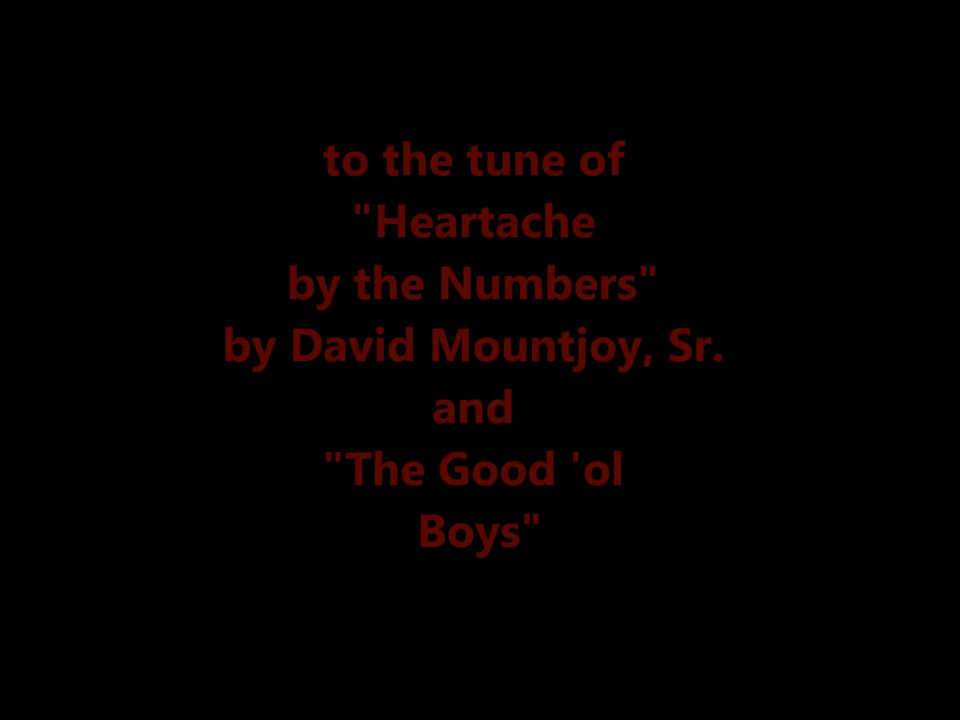 to the tune of
"Heartache
by the Numbers"
by David Mountjoy, Sr.
and
"The Good 'ol
Boys"